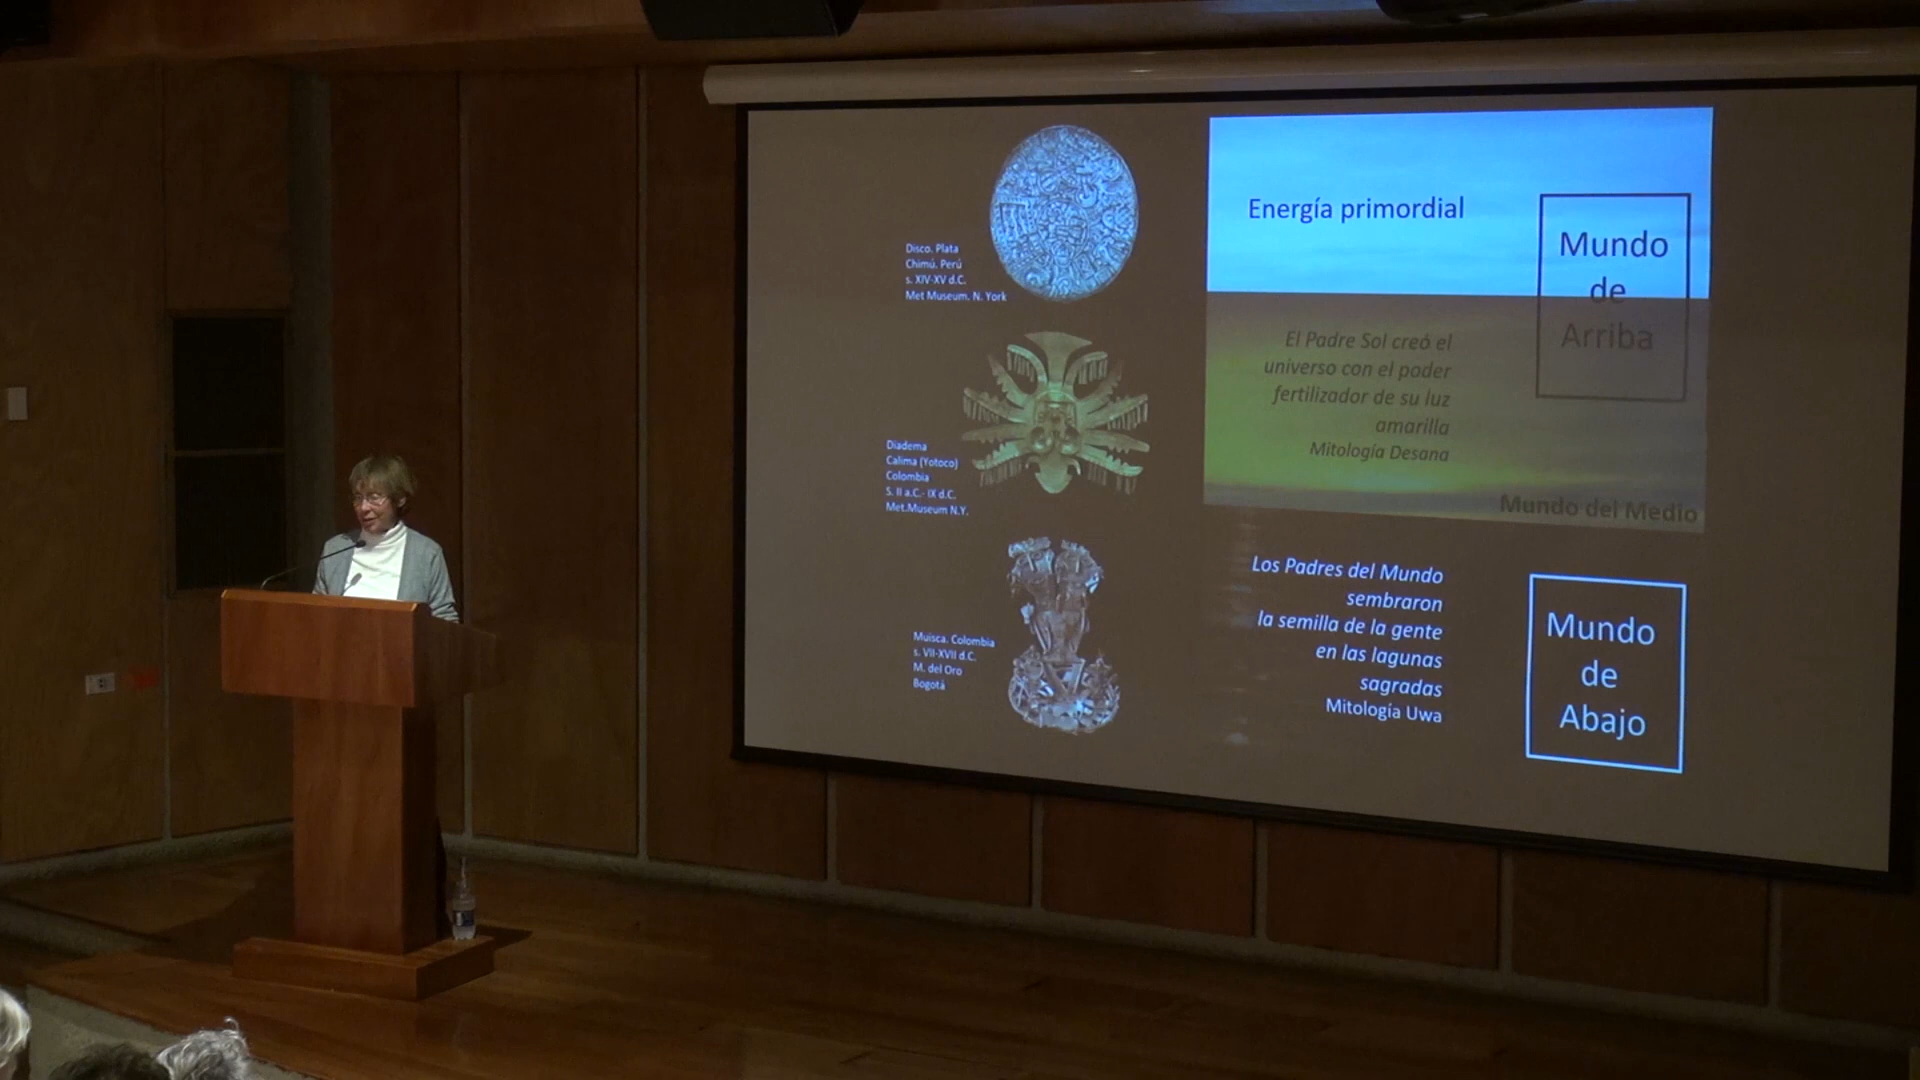 Disco. Plata
Chimú. Perú
s. XIV-XV d.C.
Met Museum. N. York
Energía primordial
Mundo
de
Arriba
El Padre Sol creó el
universo con el poder
fertilizador de su luz
amarilla
Mitología Desana
Mundo del Medio
Diadema
Calima (Yotoco)
Colombia
S. II a.C.- IX d.C.
Met.Museum N.Y.
Muisca. Colombia
s. VII-XVII d.C.
M. del Oro
Bogotá
Los Padres del Mundo
sembraron
la semilla de la gente
en las lagunas
sagradas
Mitología Uwa
Mundo
de
Abajo